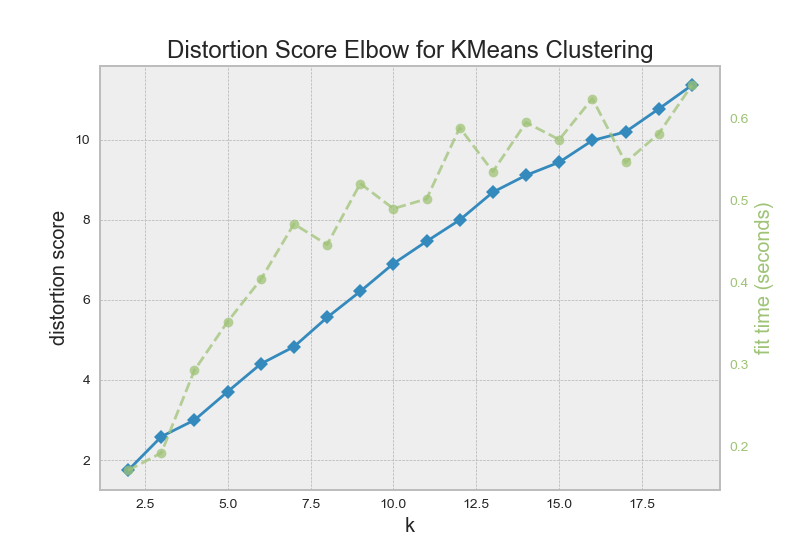 Distortion Score Elbow for KMeans Clustering
distortion score
10
8
6
4
2
0.6
0.5
0.4
0.3
0.2
fit time (seconds)
2.5 5.0 7.5 10.0 12.5 15.0 17.5
k